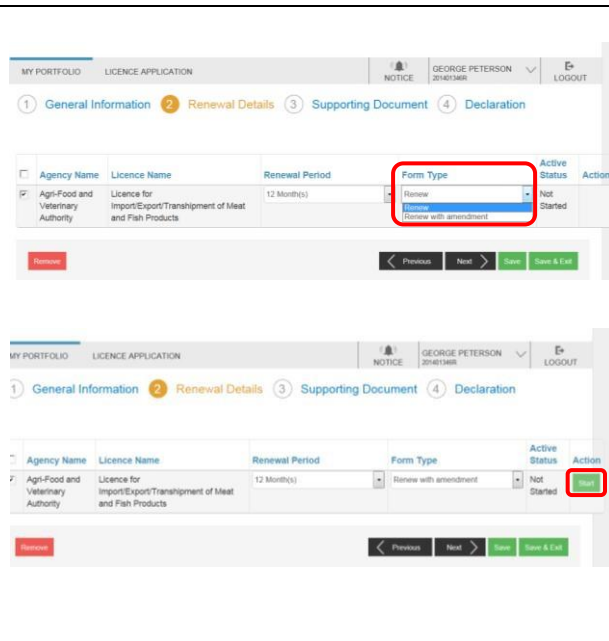 MY PORTFOLIO LICENCE APPLICATION NOTICE GEORGE PETERSON 201401346R LOGOUT
1 General Information 2 Renewal Details 3 Supporting Document 4 Declaration
Agency Name Licence Name Renewal Period Form Type Active Status Action
Agri-Food and Licence for 12 Month(s) Renew Not
Veterinary Import/Export/Transhipment of Meat Renew Started
Authority and Fish Products Renew with amendment
Remove Previous Next Save Save & Exit
MY PORTFOLIO LICENCE APPLICATION NOTICE GEORGE PETERSON 201401346R LOGOUT
1 General Information 2 Renewal Details 3 Supporting Document 4 Declaration
Agency Name Licence Name Renewal Period Form Type Active Status Action
Agri-Food and Licence for 12 Month(s) Renew with amendment Not Start
Veterinary Import/Export/Transhipment of Meat Started
Authority and Fish Products
Remove Previous Next Save Save & Exit